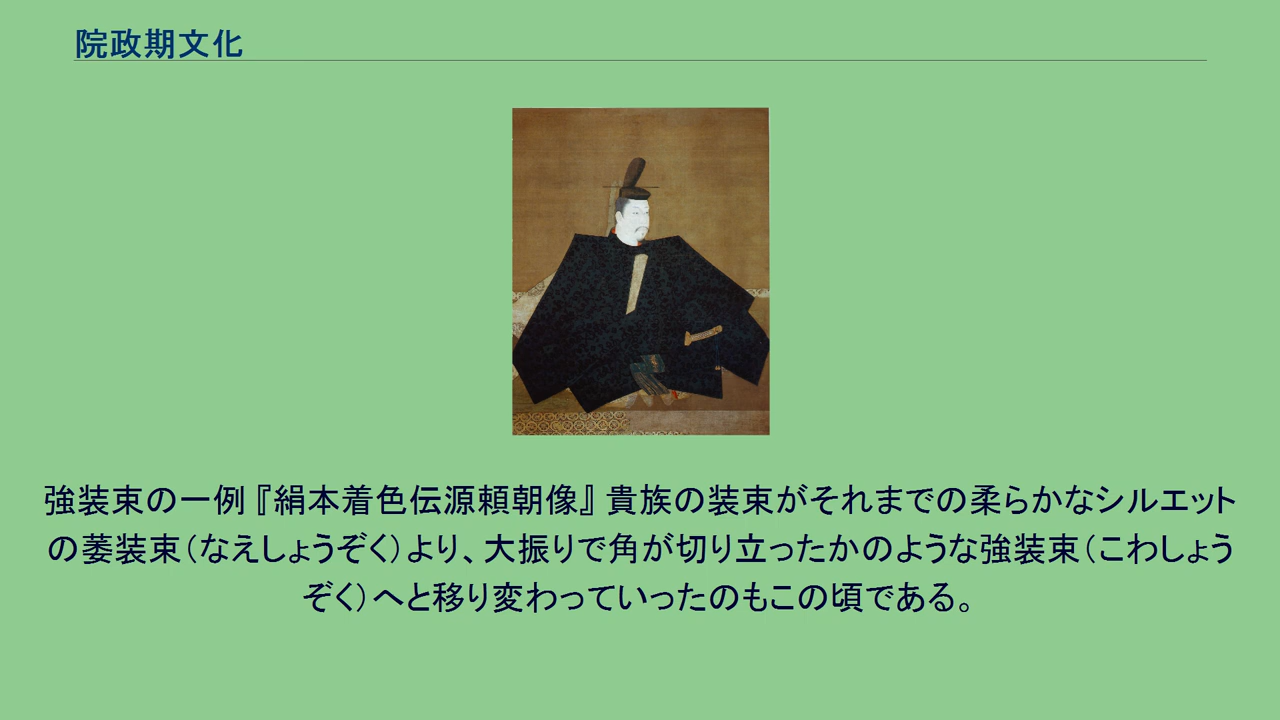 院政期文化
強装束の一例 『絹本着色伝源頼朝像』 貴族の装束がそれまでの柔らかなシルエット
の萎装束（なえしょうぞく）より、大振りで角が切り立ったかのような強装束（こわしょう
ぞく）へと移り変わっていったのもこの頃である。